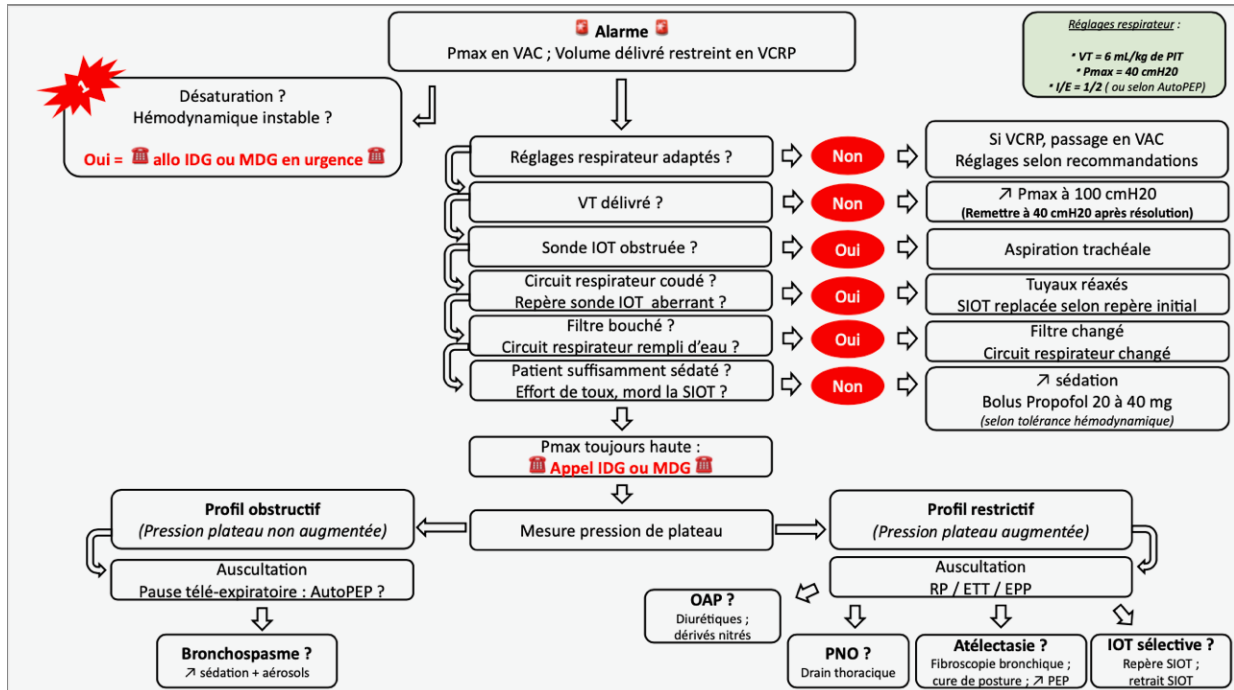 Alarme
Pmax en VAC ; Volume délivré restreint en VCRP
Réglages respirateur :
* VT = 6 mL/kg de PIT
* Pmax = 40 cmH20
* I/E = 1/2 ( ou selon AutoPEP)
1
Désaturation ?
Hémodynamique instable ?
Oui = ☎ allo IDG ou MDG en urgence ☎
Réglages respirateur adaptés ?
Non
Si VCRP, passage en VAC
Réglages selon recommandations
VT délivré ?
Non
↗ Pmax à 100 cmH20
(Remettre à 40 cmH20 après résolution)
Sonde IOT obstruée ?
Oui
Aspiration trachéale
Circuit respirateur coudé ?
Repère sonde IOT aberrant ?
Oui
Tuyaux réaxés
SIOT replacée selon repère initial
Filtre bouché ?
Circuit respirateur rempli d'eau ?
Oui
Filtre changé
Circuit respirateur changé
Patient suffisamment sédaté ?
Effort de toux, mord la SIOT ?
Non
↗ sédation
Bolus Propofol 20 à 40 mg
(selon tolérance hémodynamique)
Pmax toujours haute :
☎ Appel IDG ou MDG ☎
Mesure pression de plateau
Profil obstructif
(Pression plateau non augmentée)
Auscultation
Pause télé-expiratoire : AutoPEP ?
Bronchospasme ?
↗ sédation + aérosols
Profil restrictif
(Pression plateau augmentée)
Auscultation
RP / ETT / EPP
OAP ?
Diurétiques ;
dérivés nitrés
PNO ?
Drain thoracique
Atélectasie ?
Fibroscopie bronchique ;
cure de posture ; ↗ PEP
IOT sélective ?
Repère SIOT ;
retrait SIOT